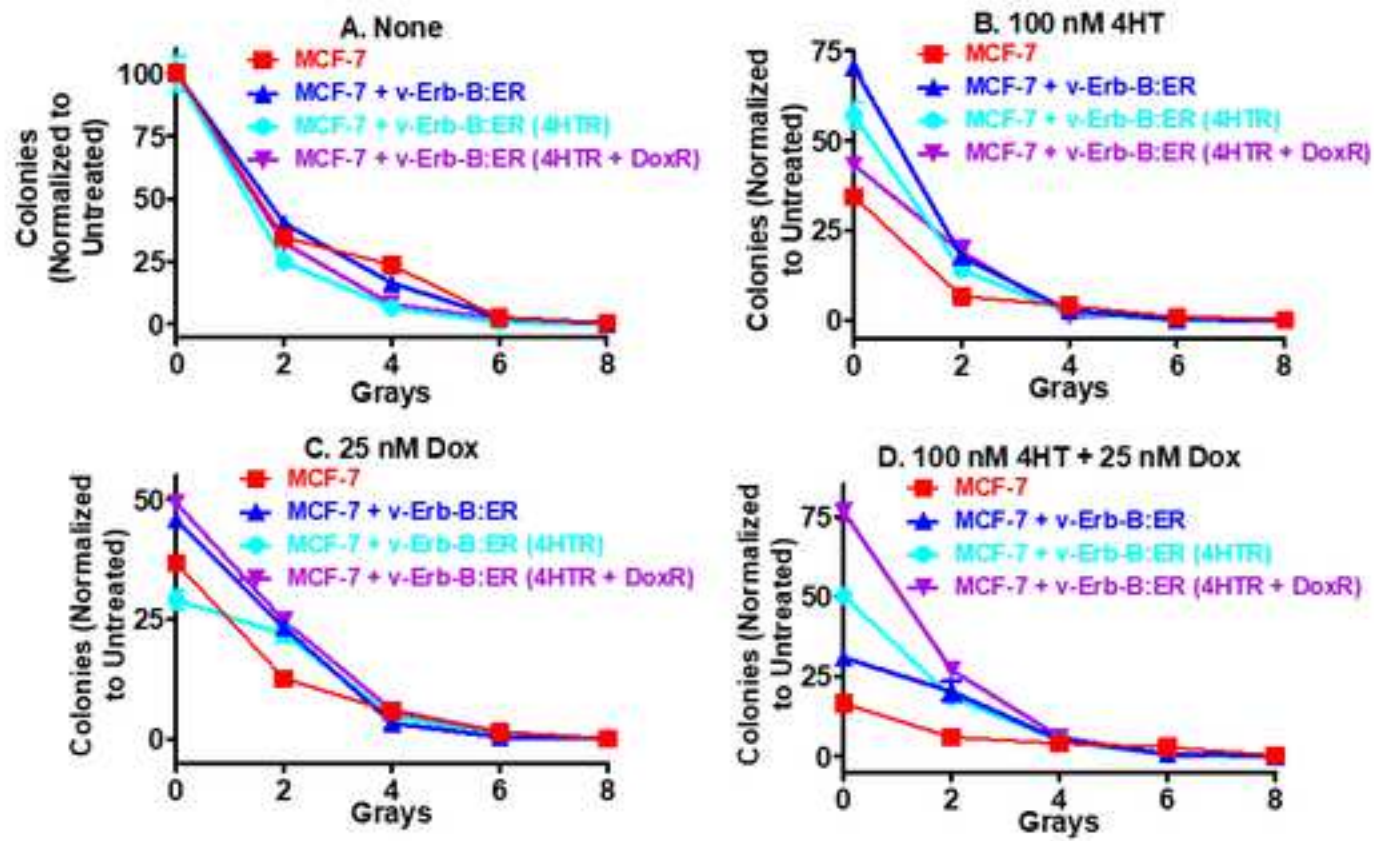 A. None
MCF-7
MCF-7 + v-Erb-B:ER
MCF-7 + v-Erb-B:ER (4HTR)
MCF-7 + v-Erb-B:ER (4HTR + DoxR)
Colonies
(Normalized to
Untreated)
100
75
50
25
0
0 2 4 6 8
Grays
B. 100 nM 4HT
MCF-7
MCF-7 + v-Erb-B:ER
MCF-7 + v-Erb-B:ER (4HTR)
MCF-7 + v-Erb-B:ER (4HTR + DoxR)
Colonies (Normalized
to Untreated)
75
50
25
0
0 2 4 6 8
Grays
C. 25 nM Dox
MCF-7
MCF-7 + v-Erb-B:ER
MCF-7 + v-Erb-B:ER (4HTR)
MCF-7 + v-Erb-B:ER (4HTR + DoxR)
Colonies (Normalized
to Untreated)
50
25
0
0 2 4 6 8
Grays
D. 100 nM 4HT + 25 nM Dox
MCF-7
MCF-7 + v-Erb-B:ER
MCF-7 + v-Erb-B:ER (4HTR)
MCF-7 + v-Erb-B:ER (4HTR + DoxR)
Colonies (Normalized
to Untreated)
75
50
25
0
0 2 4 6 8
Grays